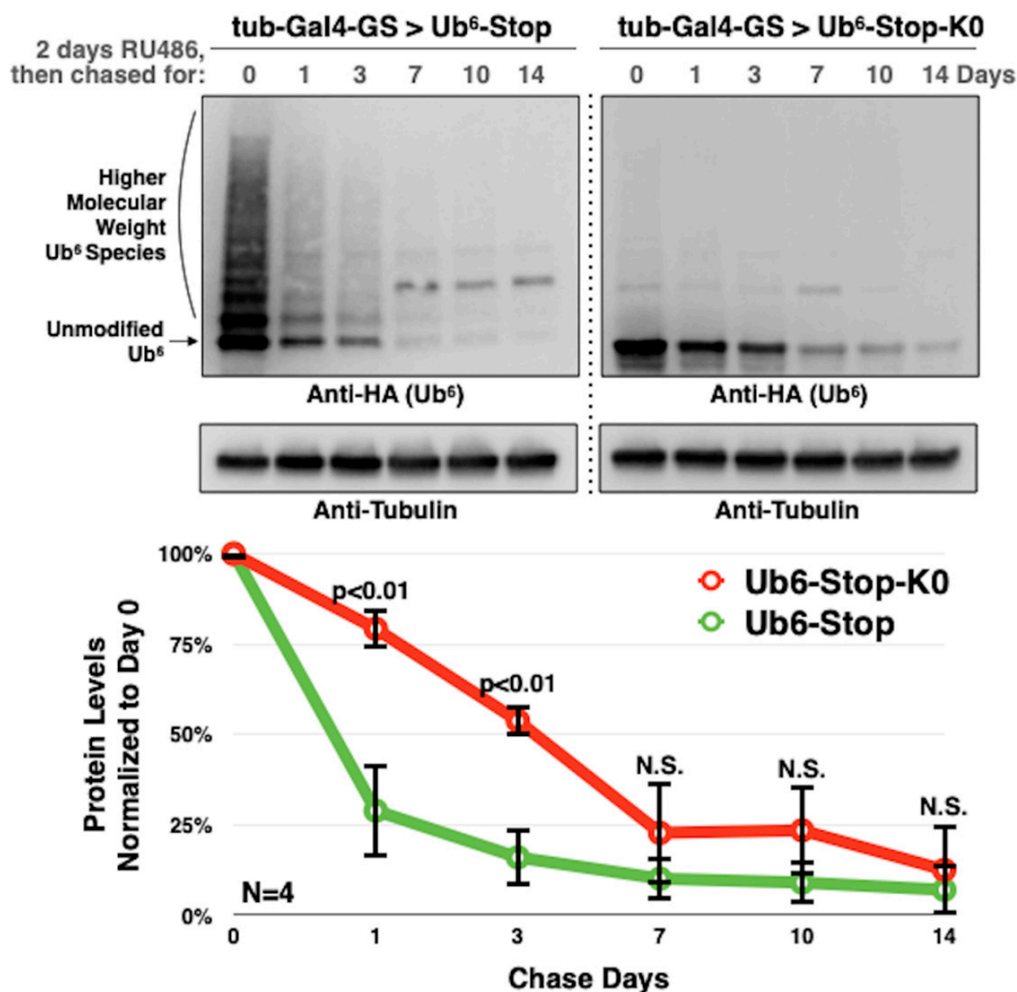 tub-Gal4-GS > Ub⁶-Stop
tub-Gal4-GS > Ub⁶-Stop-K0
2 days RU486,
then chased for: 0 1 3 7 10 14
0 1 3 7 10 14 Days
Higher
Molecular
Weight
Ub⁶ Species
Unmodified
Ub⁶
Anti-HA (Ub⁶)
Anti-HA (Ub⁶)
Anti-Tubulin
Anti-Tubulin
Protein Levels
Normalized to Day 0
100%
75%
50%
25%
0%
p<0.01
p<0.01
N.S.
N.S.
N.S.
Ub6-Stop-K0
Ub6-Stop
N=4
0 1 3 7 10 14
Chase Days